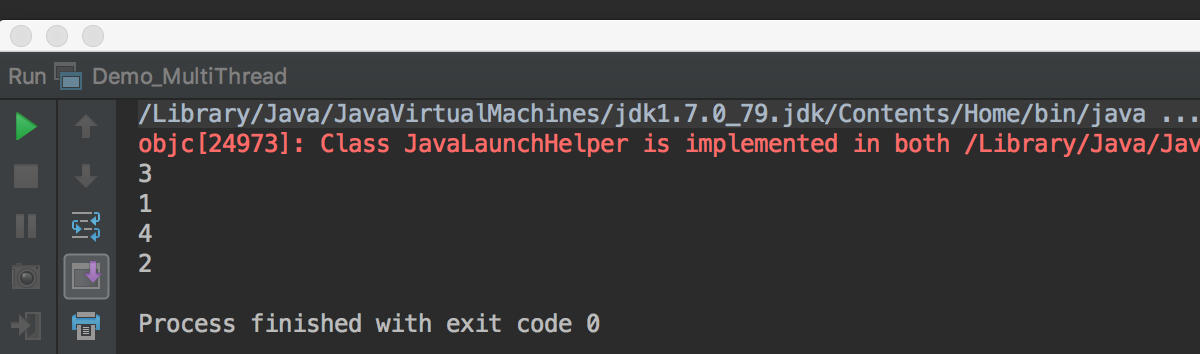 Run Demo_MultiThread
/Library/Java/JavaVirtualMachines/jdk1.7.0_79.jdk/Contents/Home/bin/java ...
objc[24973]: Class JavaLaunchHelper is implemented in both /Library/Java/Jav
3
1
4
2
Process finished with exit code 0